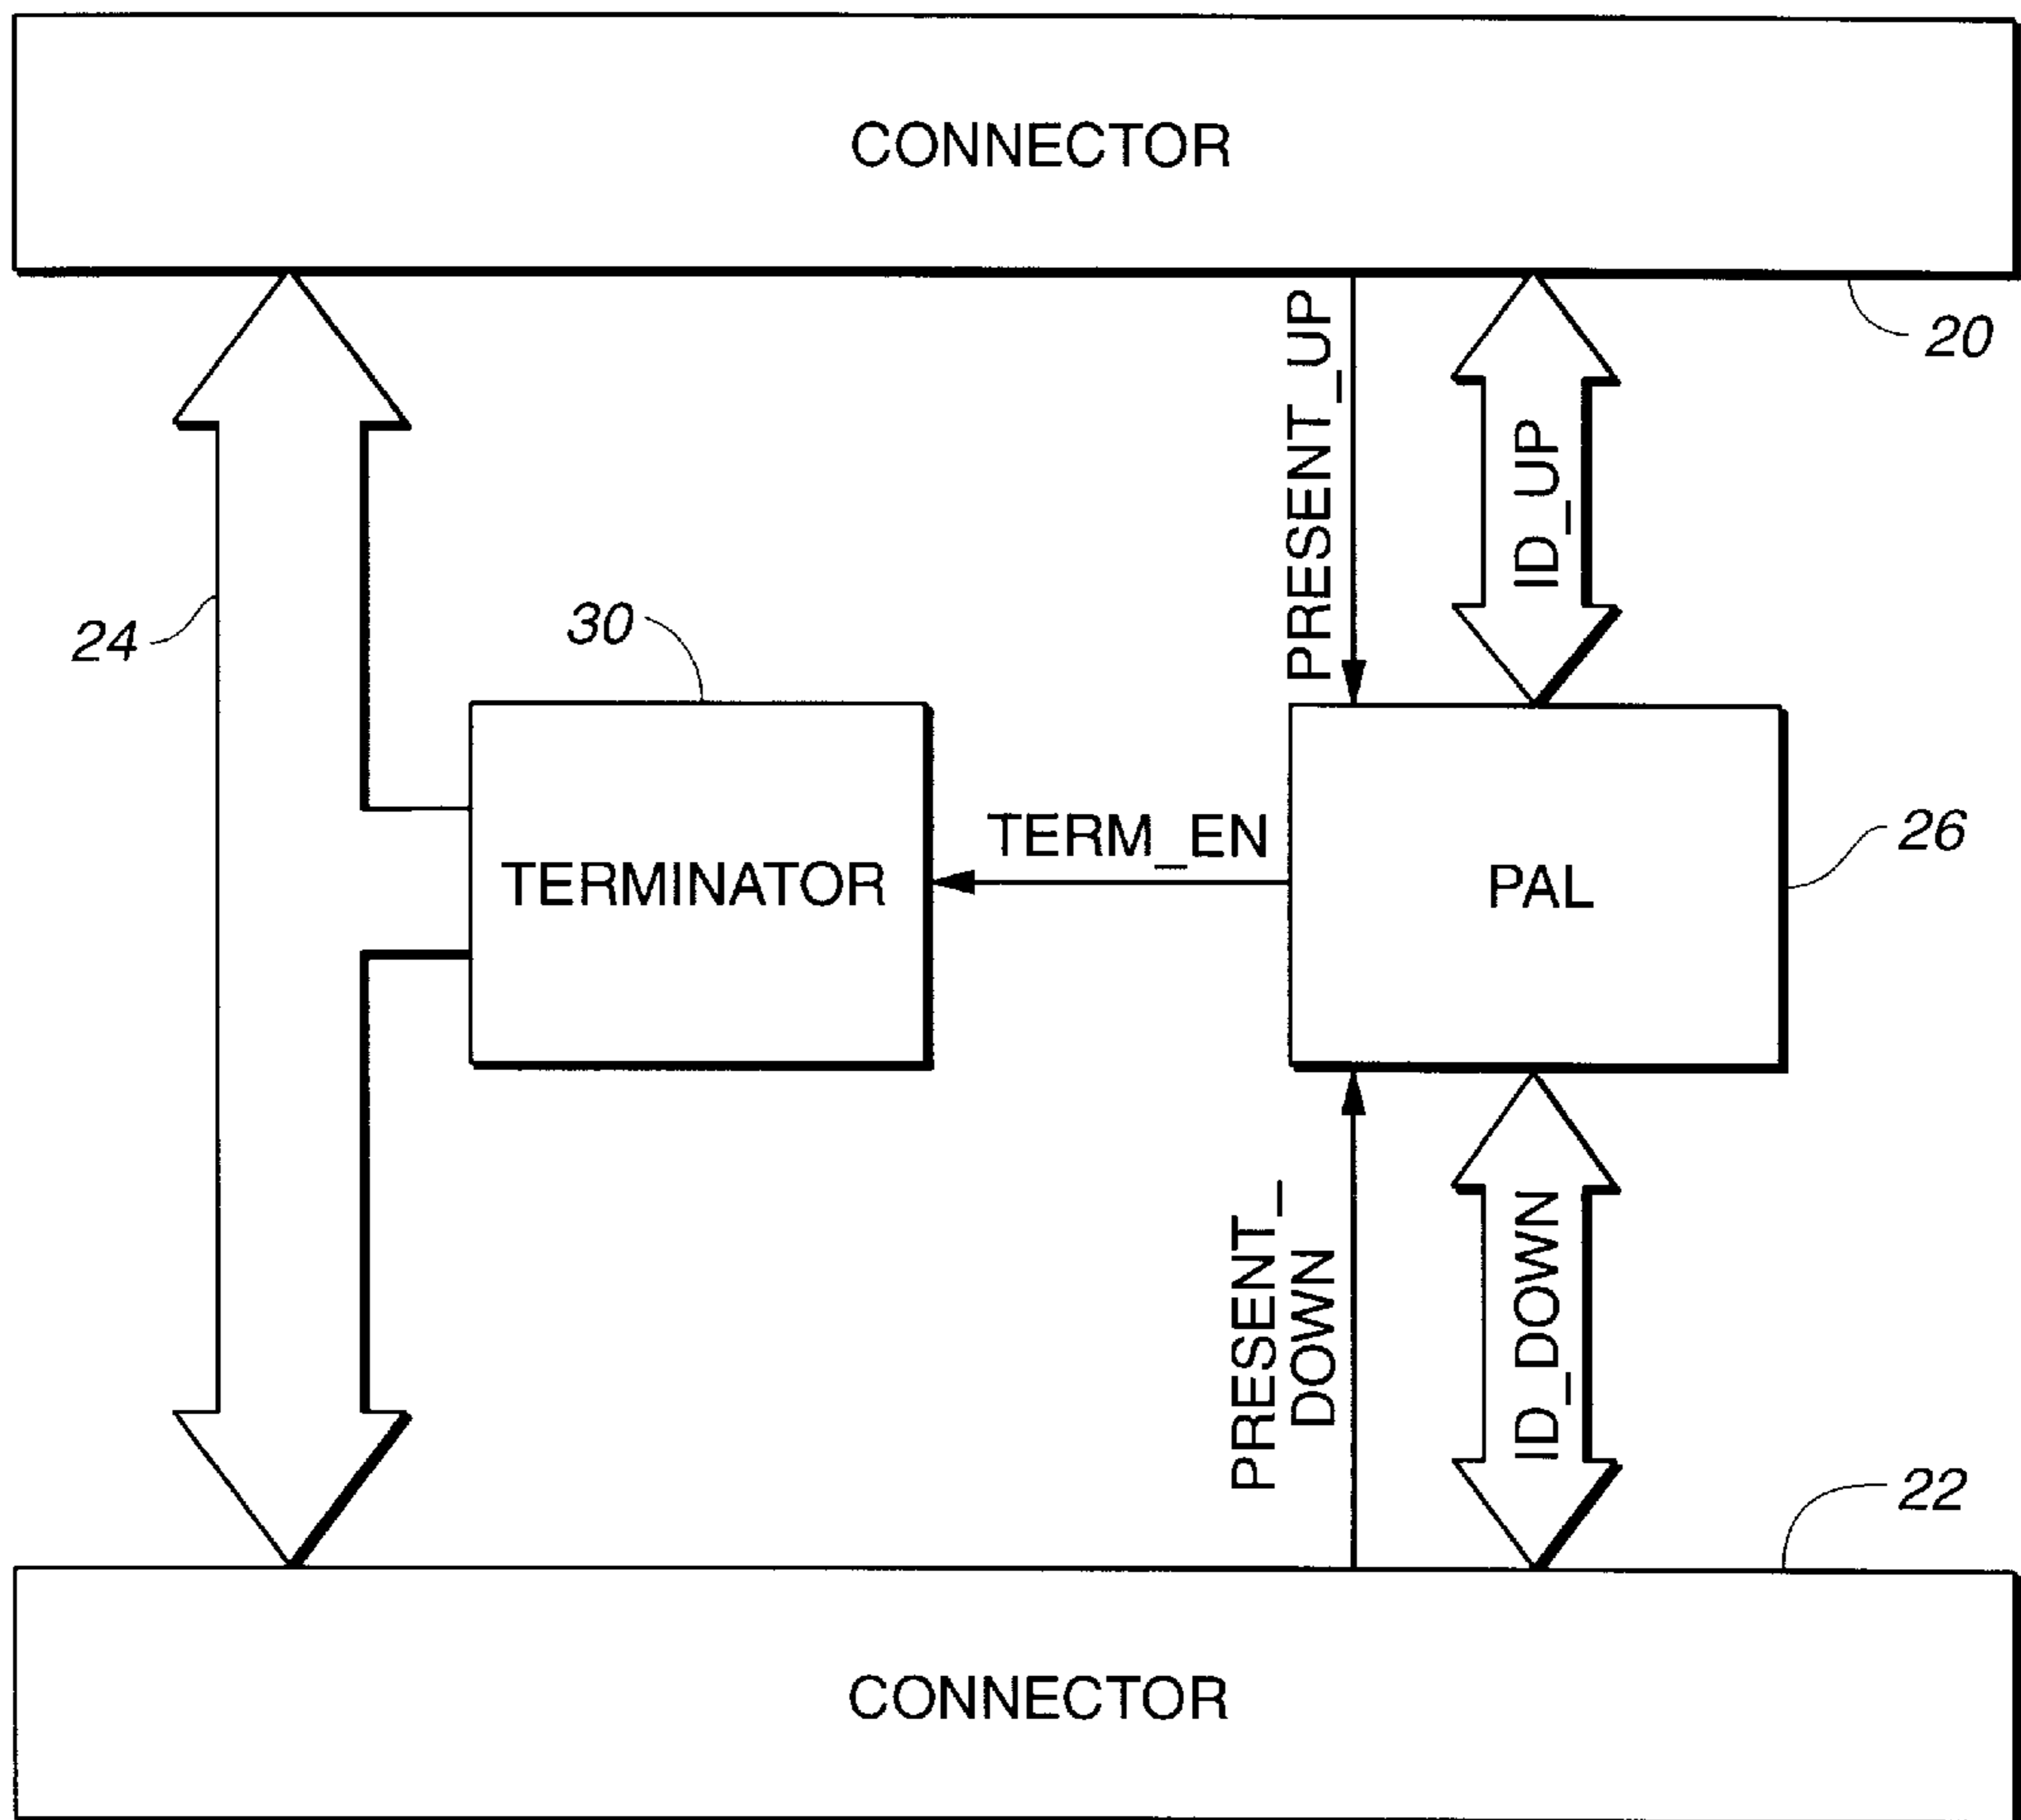 CONNECTOR
20
PRESENT_UP
ID_UP
24
30
TERMINATOR
TERM_EN
PAL
26
PRESENT_
DOWN
ID_DOWN
22
CONNECTOR